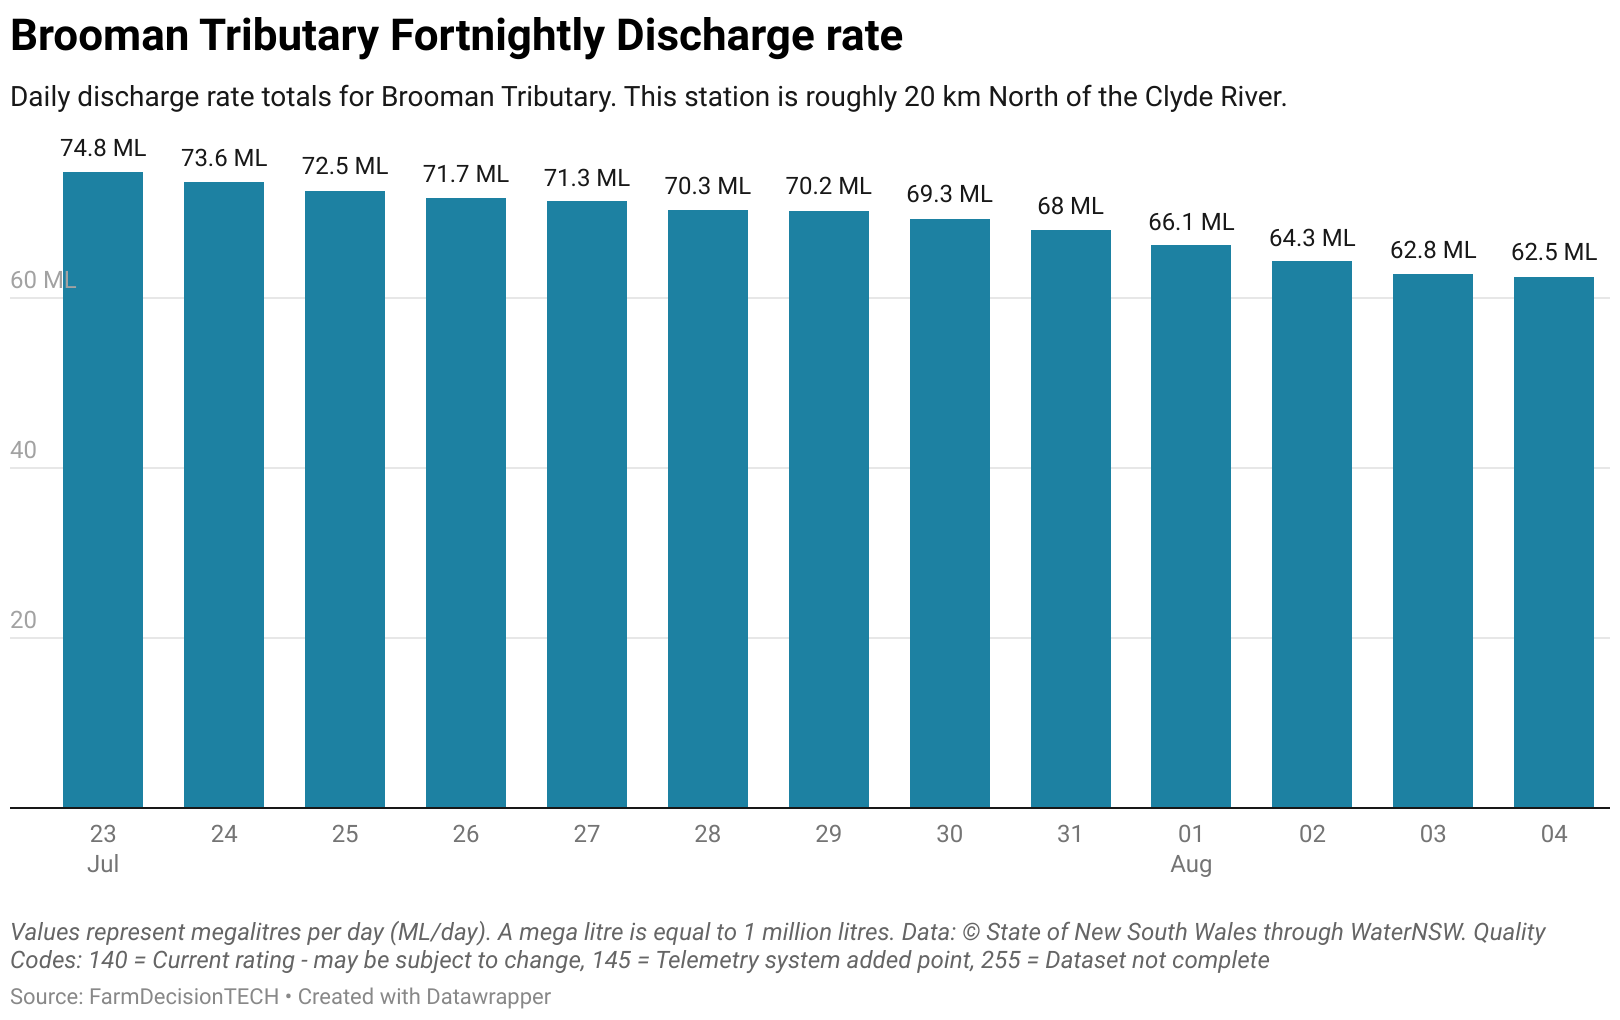 Brooman Tributary Fortnightly Discharge rate
Daily discharge rate totals for Brooman Tributary. This station is roughly 20 km North of the Clyde River.
74.8 ML 73.6 ML 72.5 ML 71.7 ML 71.3 ML 70.3 ML 70.2 ML 69.3 ML 68 ML 66.1 ML 64.3 ML 62.8 ML 62.5 ML
60 ML
40
20
23 24 25 26 27 28 29 30 31 01 02 03 04
Jul Aug
Values represent megalitres per day (ML/day). A mega litre is equal to 1 million litres. Data: © State of New South Wales through WaterNSW. Quality
Codes: 140 = Current rating - may be subject to change, 145 = Telemetry system added point, 255 = Dataset not complete
Source: FarmDecisionTECH • Created with Datawrapper